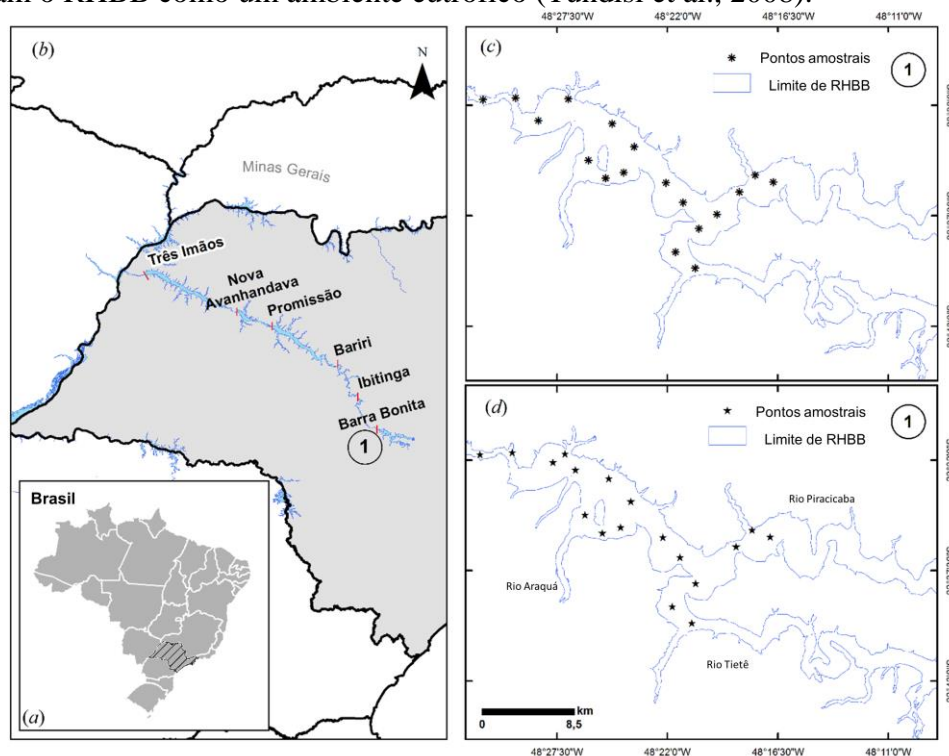 am o RHBB como um ambiente eutrófico (Tundisi et al., 2008).
48°27'30"W 48°22'0"W 48°16'30"W 48°11'0"W
(b)
N
Minas Gerais
Três Imãos
Nova
Avanhandava
Promissão
Bariri
Ibitinga
Barra Bonita
1
Brasil
(a)
(c)
Pontos amostrais
Limite de RHBB
1
(d)
Pontos amostrais
Limite de RHBB
1
Rio Piracicaba
Rio Araquá
Rio Tietê
km
0 8,5
48°27'30"W 48°22'0"W 48°16'30"W 48°11'0"W